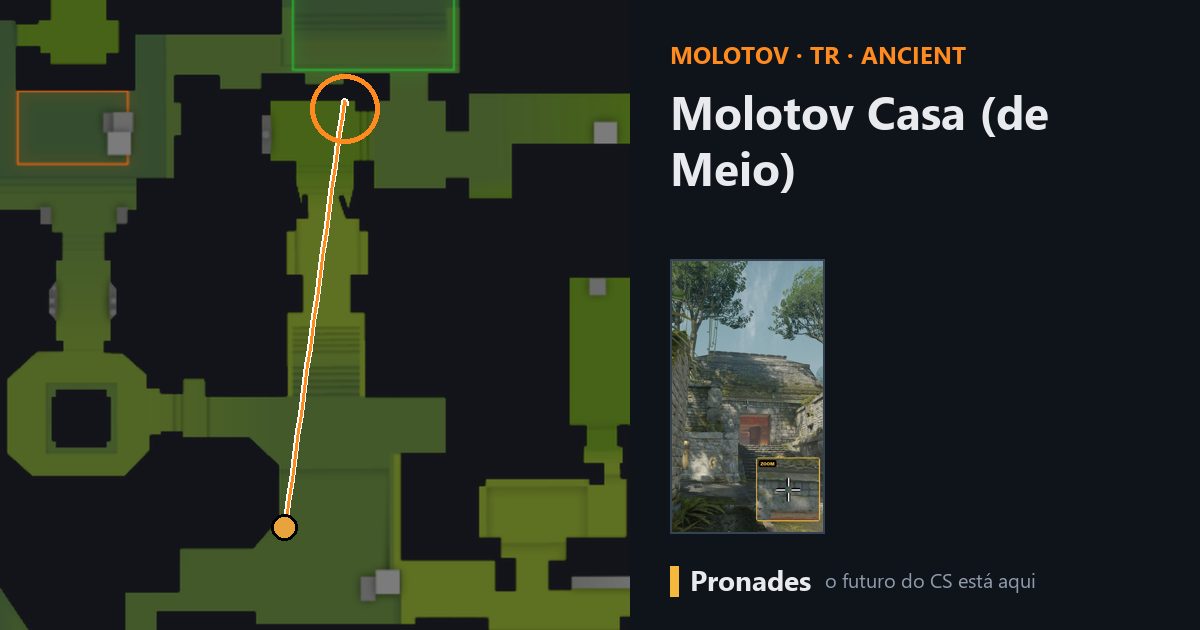 MOLOTOV · TR · ANCIENT
Molotov Casa (de
Meio)
ZOOM
Pronades o futuro do CS está aqui